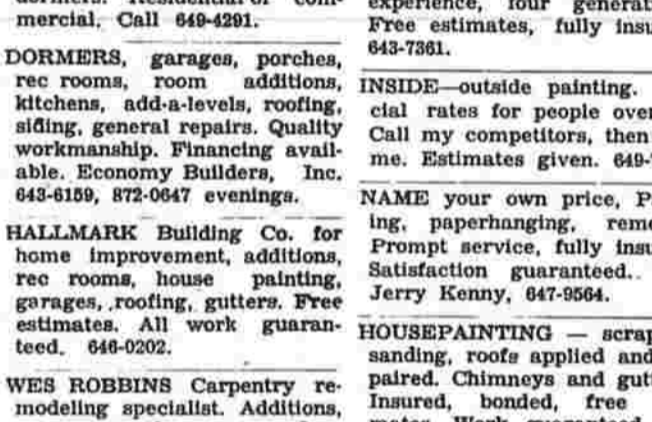 mercial. Call 649-4291.
DORMERS, garages, porches,
rec rooms, room additions,
kitchens, add-a-levels, roofing,
siding, general repairs. Quality
workmanship. Financing avail-
able. Economy Builders, Inc.
643-6159, 872-0647 evenings.
HALLMARK Building Co. for
home improvement, additions,
rec rooms, house painting,
garages, roofing, gutters. Free
estimates. All work guaran-
teed. 646-0202.
WES ROBBINS Carpentry re-
modeling specialist. Additions,
experience, four
Free estimates, fully
643-7361.
INSIDE—outside painting.
cial rates for people
Call my competitors, then
me. Estimates given.
NAME your own price,
ing, paperhanging,
Prompt service, fully
Satisfaction guaranteed.
Jerry Kenny, 647-9564.
HOUSEPAINTING —
sanding, roofs applied and
paired. Chimneys and
Insured, bonded, free